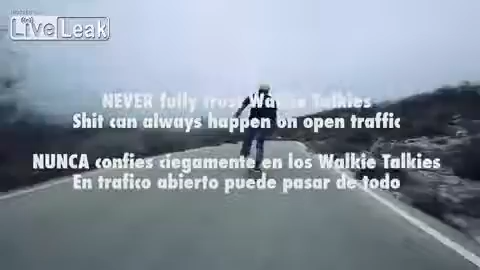 LiveLeak
NEVER fully trust Walkie Talkies
Shit can always happen on open traffic
NUNCA confies ciegamente en los Walkie Talkies
En trafico abierto puede pasar de todo